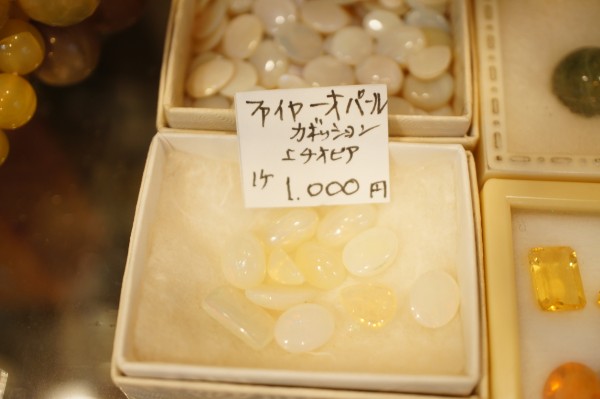 ファイヤーオパール
カボッション
エチオピア
1ケ 1.000円